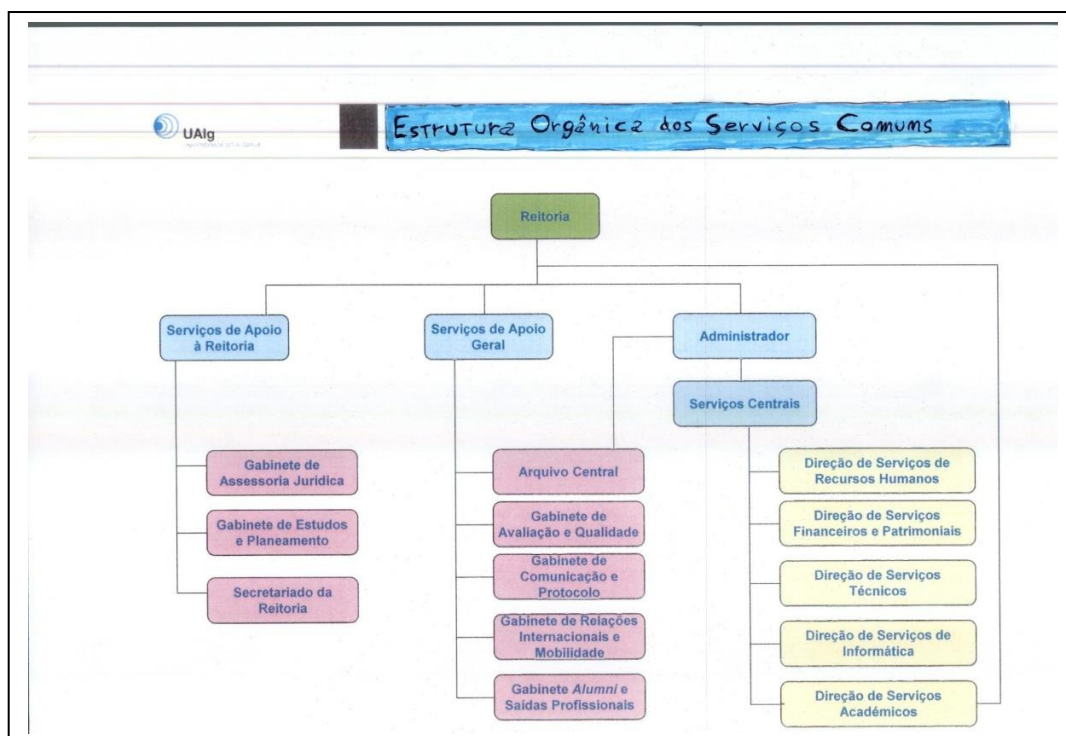 UAlg
Estrutura Orgânica dos Serviços Comums
Reitoria
Serviços de Apoio
à Reitoria
Serviços de Apoio
Geral
Administrador
Serviços Centrais
Gabinete de
Assessoria Jurídica
Gabinete de Estudos
e Planeamento
Secretariado da
Reitoria
Arquivo Central
Gabinete de
Avaliação e Qualidade
Gabinete de
Comunicação e
Protocolo
Gabinete de Relações
Internacionais e
Mobilidade
Gabinete Alumni e
Saídas Profissionais
Direção de Serviços de
Recursos Humanos
Direção de Serviços
Financeiros e Patrimoniais
Direção de Serviços
Técnicos
Direção de Serviços de
Informática
Direção de Serviços
Académicos